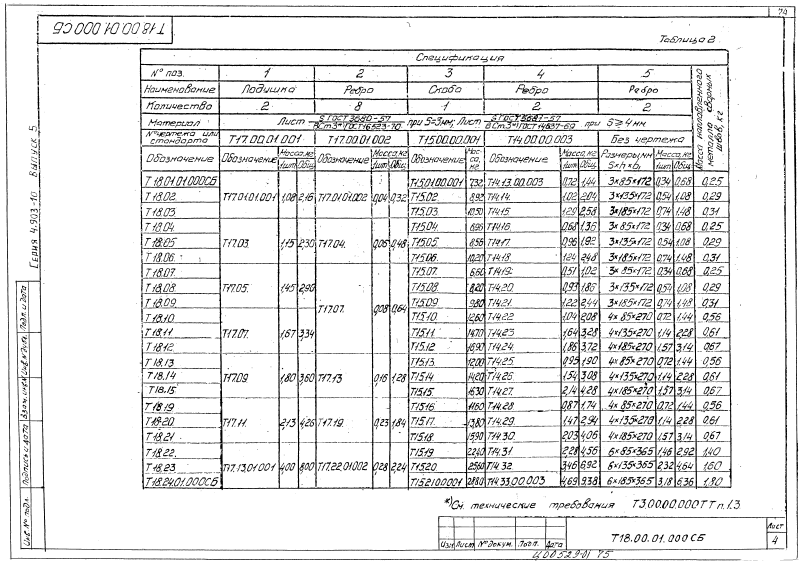 74
Т18.00.01.000СБ
Таблица 2
Серия 4.903-10 Выпуск 5
Спецификация
№ поз. 1 2 3 4 5 Масса наплавленного металла сварных швов, кг
Наименование Подушка Ребро Скоба Ребро Ребро
Количество 2 8 1 2 2
Материал Лист S ГОСТ 3680-57 / ВСт.3*) ГОСТ 16523-70 при S=3мм; Лист S ГОСТ 5681-57 / ВСт.3*) ГОСТ 14637-69 при S≥4мм
№ чертежа или стандарта Т17.00.01.001 Т17.00.01.002 Т15.00.00.001 Т14.00.00.003 Без чертежа
Обозначение Обозначение Масса, кг 1шт. Общ. Обозначение Масса, кг 1шт. Общ. Обозначение Масса, кг Обозначение Масса, кг 1шт. Общ. Размеры, мм S×h×b₁ Масса, кг 1шт. Общ.
Т18.01.01.000СБ Т15.01.00.001 7,32 Т14.13.00.003 0,72 1,44 3×85×172 0,34 0,68 0,25
Т18.02. Т17.01.01.001 1,08 2,16 Т17.01.01.002 0,04 0,32 Т15.02. 8,92 Т14.14. 1,02 2,04 3×135×172 0,54 1,08 0,29
Т18.03. Т15.03. 10,50 Т14.15. 1,29 2,58 3×185×172 0,74 1,48 0,31
Т18.04. Т15.04. 6,96 Т14.16. 0,68 1,36 3×85×172 0,34 0,68 0,25
Т18.05. Т17.03. 1,15 2,30 Т17.04. 0,06 0,48 Т15.05. 8,56 Т14.17. 0,96 1,92 3×135×172 0,54 1,08 0,29
Т18.06. Т15.06. 10,20 Т14.18. 1,24 2,48 3×185×172 0,74 1,48 0,31
Т18.07. Т15.07. 6,60 Т14.19. 0,51 1,02 3×85×172 0,34 0,68 0,25
Т18.08. Т17.05. 1,45 2,90 Т15.08. 8,20 Т14.20. 0,93 1,86 3×135×172 0,54 1,08 0,29
Т18.09. Т17.07. 0,08 0,64 Т15.09. 9,80 Т14.21. 1,22 2,44 3×185×172 0,74 1,48 0,31
Т18.10. Т15.10. 12,60 Т14.22. 1,04 2,08 4×85×270 0,72 1,44 0,56
Т18.11. Т17.07. 1,67 3,34 Т15.11. 14,70 Т14.23. 1,64 3,28 4×135×270 1,14 2,28 0,61
Т18.12. Т15.12. 16,90 Т14.24. 1,86 3,72 4×185×270 1,57 3,14 0,67
Т18.13. Т15.13. 12,00 Т14.25. 0,95 1,90 4×85×270 0,72 1,44 0,56
Т18.14. Т17.09. 1,80 3,60 Т17.13. 0,16 1,28 Т15.14. 14,20 Т14.26. 1,54 3,08 4×135×270 1,14 2,28 0,61
Т18.15. Т15.15. 16,30 Т14.27. 2,14 4,28 4×185×270 1,57 3,14 0,67
Т18.19. Т15.16. 11,60 Т14.28. 0,87 1,74 4×85×270 0,72 1,44 0,56
Т18.20. Т17.11. 2,13 4,26 Т17.19. 0,23 1,84 Т15.17. 13,80 Т14.29. 1,47 2,94 4×135×270 1,14 2,28 0,61
Т18.21. Т15.18. 15,90 Т14.30. 2,03 4,06 4×185×270 1,57 3,14 0,67
Т18.22. Т15.19. 22,40 Т14.31. 2,28 4,56 6×85×365 1,46 2,92 1,40
Т18.23. Т17.13.01.001 4,00 8,00 Т17.22.01.002 0,28 2,24 Т15.20. 25,60 Т14.32. 3,46 6,92 6×135×365 2,32 4,64 1,60
Т18.24.01.000СБ Т15.21.00.001 28,80 Т14.33.00.003 4,69 9,38 6×185×365 3,18 6,36 1,80
*) См. технические требования Т3.00.00.000ТТ п.1.3
Инв. № подл. Подпись и дата Взам. инв. № Инв. № дубл. Подп. и дата
Изм. Лист № докум. Подп. Дата
Т18.00.01.000СБ
Лист
4
Ц00529-01 75